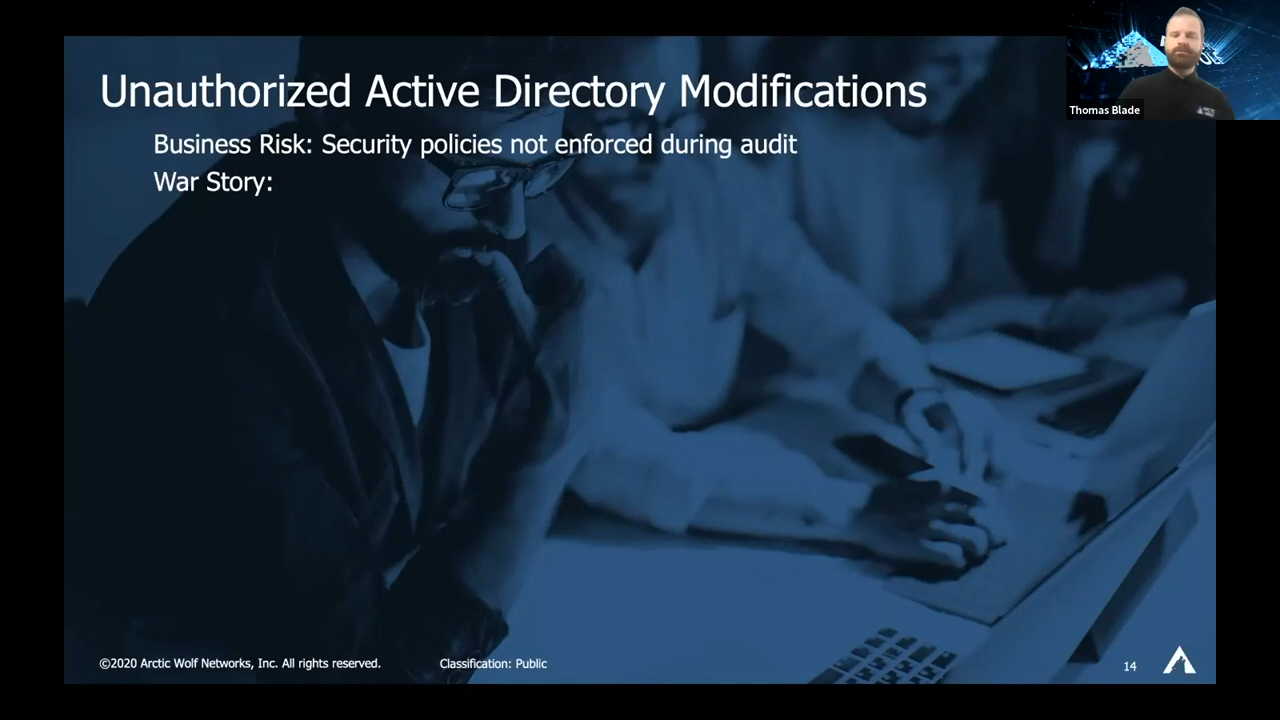 Unauthorized Active Directory Modifications
Business Risk: Security policies not enforced during audit
War Story:
Thomas Blade
©2020 Arctic Wolf Networks, Inc. All rights reserved.
Classification: Public
14